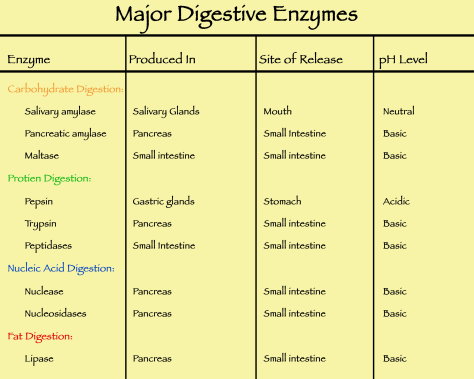 Major Digestive Enzymes
Enzyme Produced In Site of Release pH Level
Carbohydrate Digestion:
Salivary amylase Salivary Glands Mouth Neutral
Pancreatic amylase Pancreas Small Intestine Basic
Maltase Small intestine Small intestine Basic
Protien Digestion:
Pepsin Gastric glands Stomach Acidic
Trypsin Pancreas Small intestine Basic
Peptidases Small Intestine Small intestine Basic
Nucleic Acid Digestion:
Nuclease Pancreas Small intestine Basic
Nucleosidases Pancreas Small intestine Basic
Fat Digestion:
Lipase Pancreas Small intestine Basic